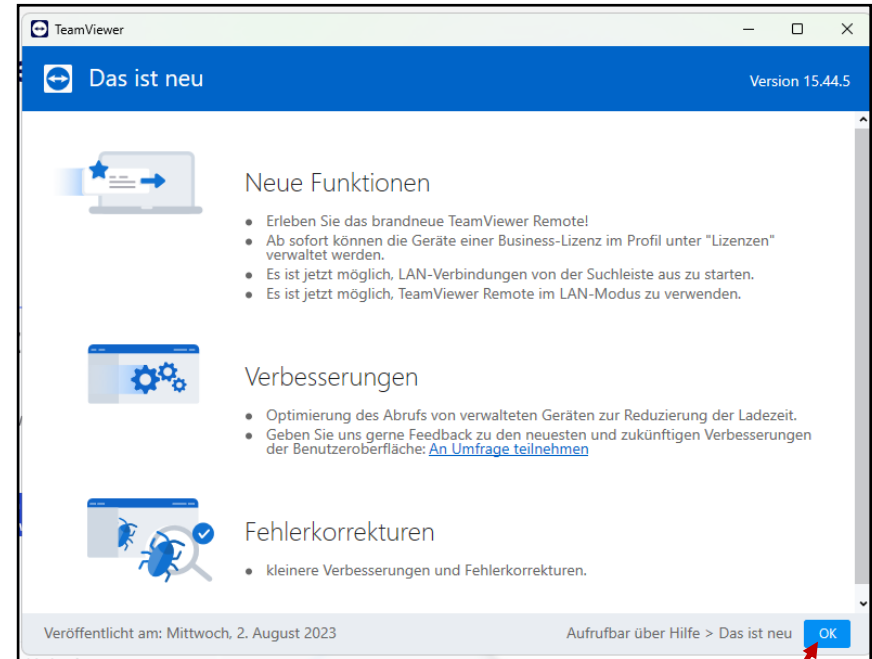 TeamViewer
Das ist neu
Version 15.44.5
Neue Funktionen
Erleben Sie das brandneue TeamViewer Remote!
Ab sofort können die Geräte einer Business-Lizenz im Profil unter "Lizenzen"
verwaltet werden.
Es ist jetzt möglich, LAN-Verbindungen von der Suchleiste aus zu starten.
Es ist jetzt möglich, TeamViewer Remote im LAN-Modus zu verwenden.
Verbesserungen
Optimierung des Abrufs von verwalteten Geräten zur Reduzierung der Ladezeit.
Geben Sie uns gerne Feedback zu den neuesten und zukünftigen Verbesserungen
der Benutzeroberfläche: An Umfrage teilnehmen
Fehlerkorrekturen
kleinere Verbesserungen und Fehlerkorrekturen.
Veröffentlicht am: Mittwoch, 2. August 2023
Aufrufbar über Hilfe > Das ist neu
OK